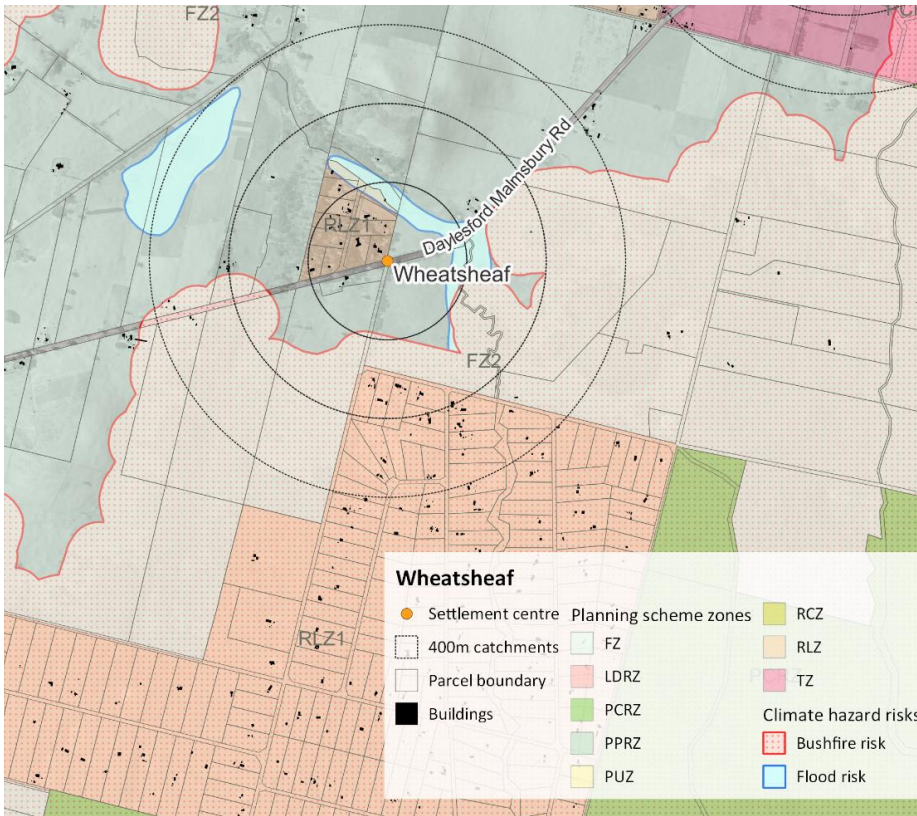 FZ2
Daylesford Malmsbury Rd
RLZ1
Wheatsheaf
FZ2
RLZ1
Wheatsheaf
Settlement centre
400m catchments
Parcel boundary
Buildings
Planning scheme zones
FZ
LDRZ
PCRZ
PPRZ
PUZ
RCZ
RLZ
TZ
Climate hazard risks
Bushfire risk
Flood risk